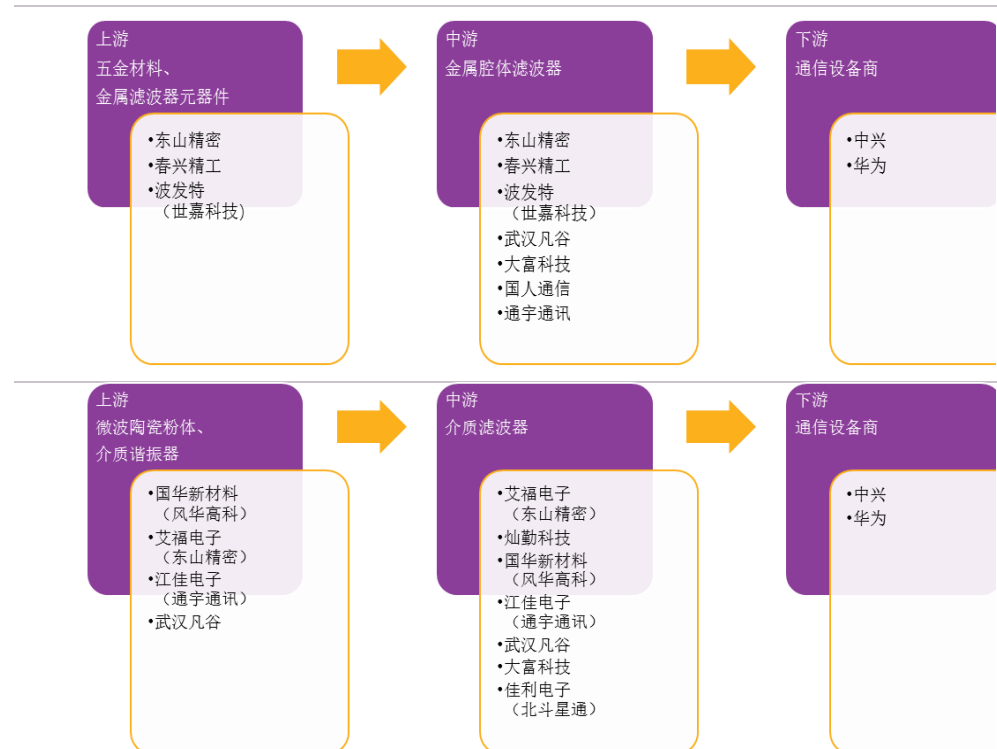 上游
五金材料、
金属滤波器元器件
•东山精密
•春兴精工
•波发特
（世嘉科技)
中游
金属腔体滤波器
•东山精密
•春兴精工
•波发特
（世嘉科技）
•武汉凡谷
•大富科技
•国人通信
•通宇通讯
下游
通信设备商
•中兴
•华为
上游
微波陶瓷粉体、
介质谐振器
•国华新材料
（风华高科）
•艾福电子
（东山精密）
•江佳电子
（通宇通讯）
•武汉凡谷
中游
介质滤波器
•艾福电子
（东山精密）
•灿勤科技
•国华新材料
（风华高科）
•江佳电子
（通宇通讯）
•武汉凡谷
•大富科技
•佳利电子
（北斗星通）
下游
通信设备商
•中兴
•华为